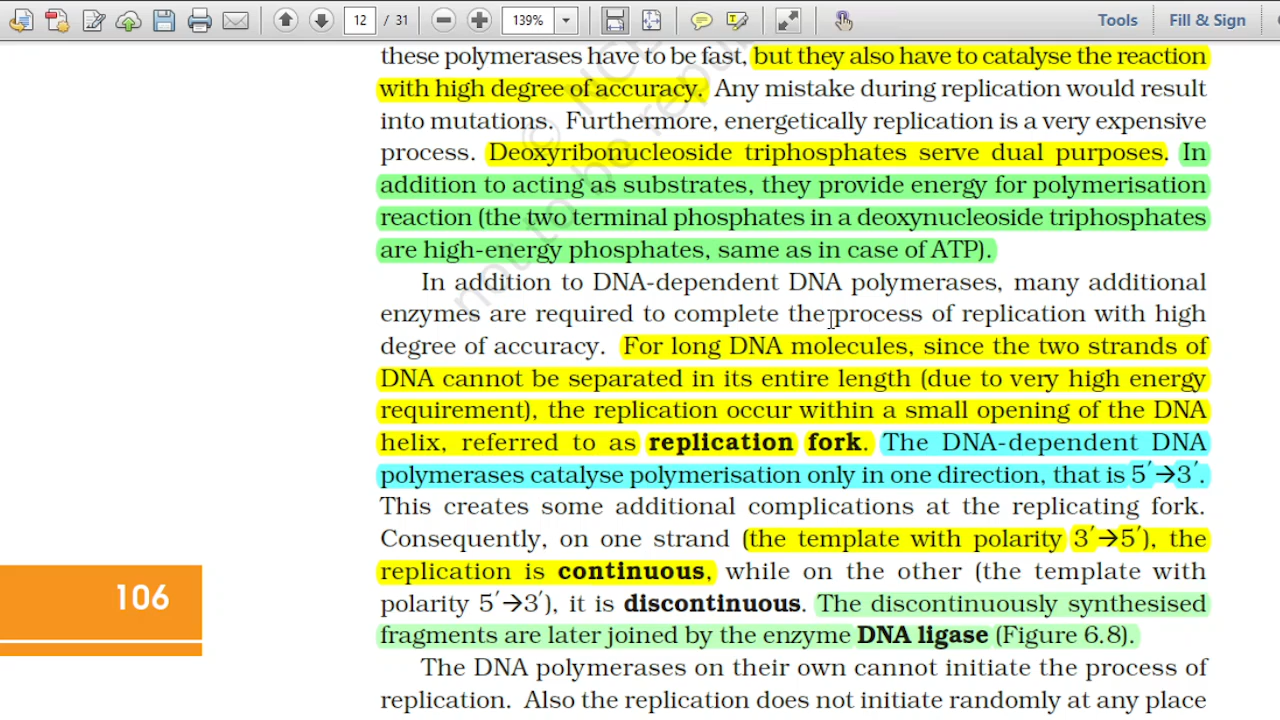 12 / 31 139% Tools Fill & Sign
these polymerases have to be fast, but they also have to catalyse the reaction
with high degree of accuracy. Any mistake during replication would result
into mutations. Furthermore, energetically replication is a very expensive
process. Deoxyribonucleoside triphosphates serve dual purposes. In
addition to acting as substrates, they provide energy for polymerisation
reaction (the two terminal phosphates in a deoxynucleoside triphosphates
are high-energy phosphates, same as in case of ATP).
In addition to DNA-dependent DNA polymerases, many additional
enzymes are required to complete the process of replication with high
degree of accuracy. For long DNA molecules, since the two strands of
DNA cannot be separated in its entire length (due to very high energy
requirement), the replication occur within a small opening of the DNA
helix, referred to as replication fork. The DNA-dependent DNA
polymerases catalyse polymerisation only in one direction, that is 5′→3′.
This creates some additional complications at the replicating fork.
Consequently, on one strand (the template with polarity 3′→5′), the
replication is continuous, while on the other (the template with
polarity 5′→3′), it is discontinuous. The discontinuously synthesised
fragments are later joined by the enzyme DNA ligase (Figure 6.8).
The DNA polymerases on their own cannot initiate the process of
replication. Also the replication does not initiate randomly at any place
106
© NCE
not to be repu